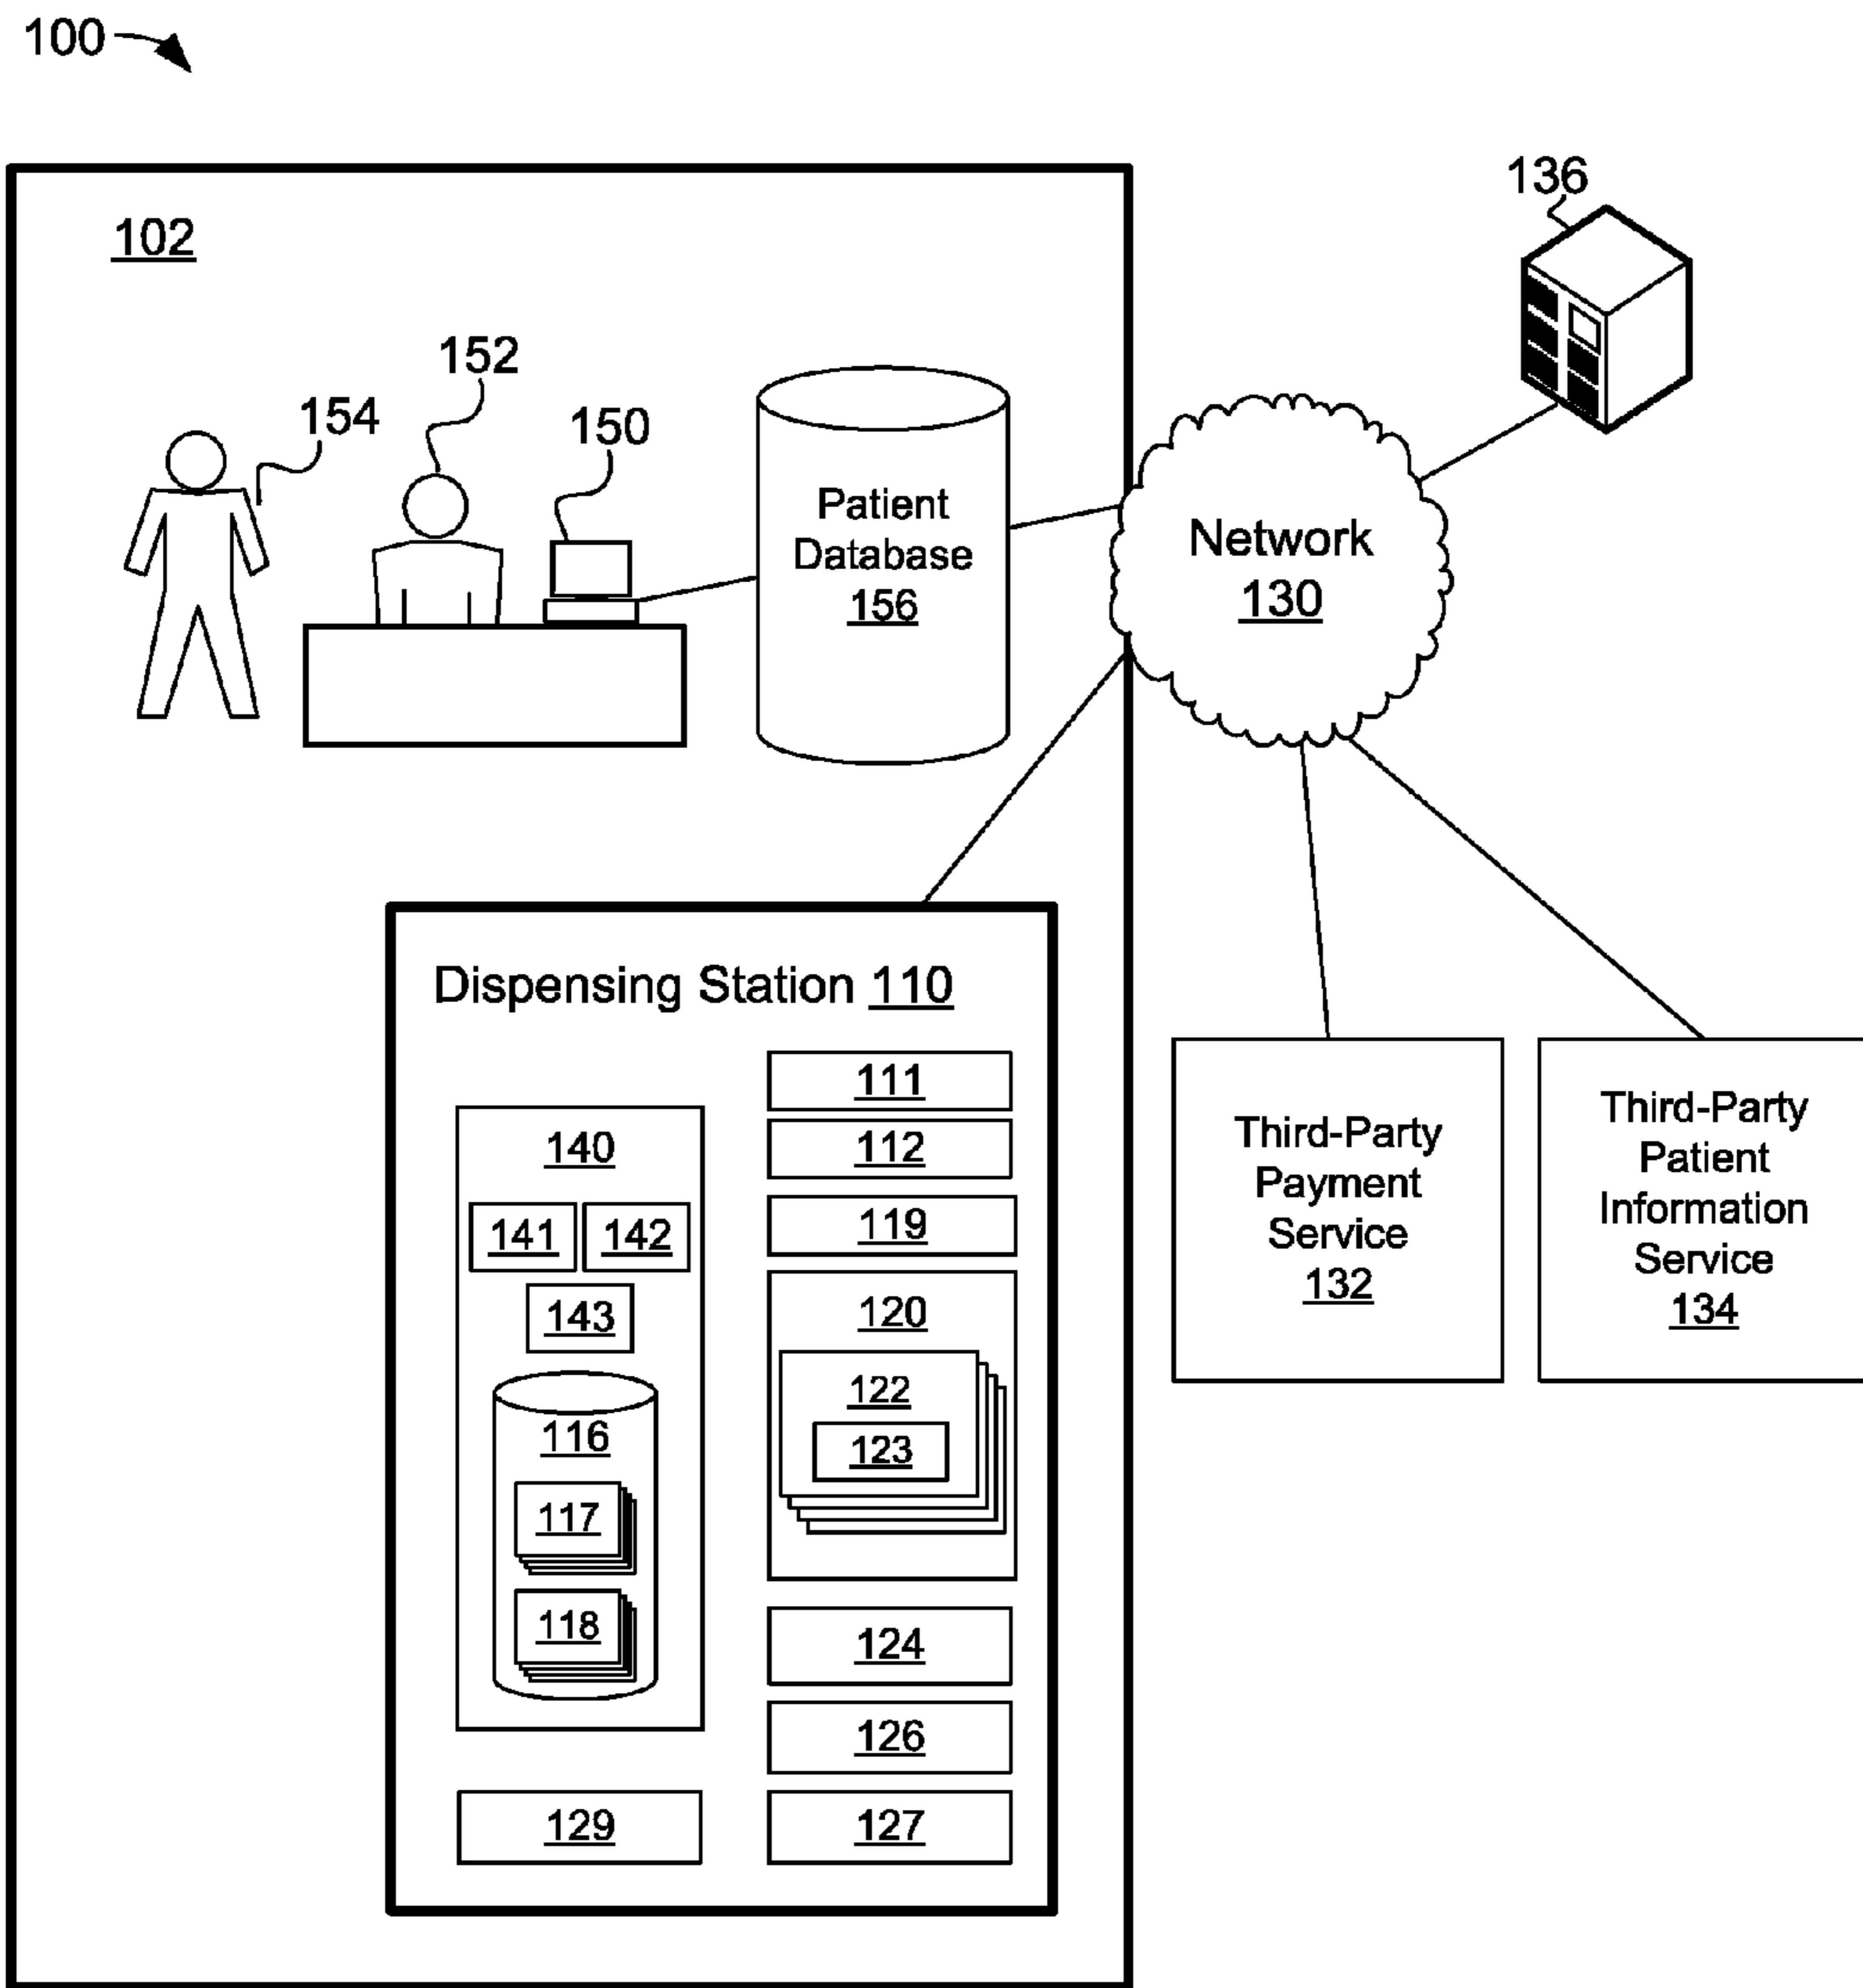 100
102
136
152
154
150
Patient
Database
156
Network
130
Dispensing Station 110
111
140
112
141 142
119
143
120
122
116
123
117
118
124
126
129
127
Third-Party
Payment
Service
132
Third-Party
Patient
Information
Service
134